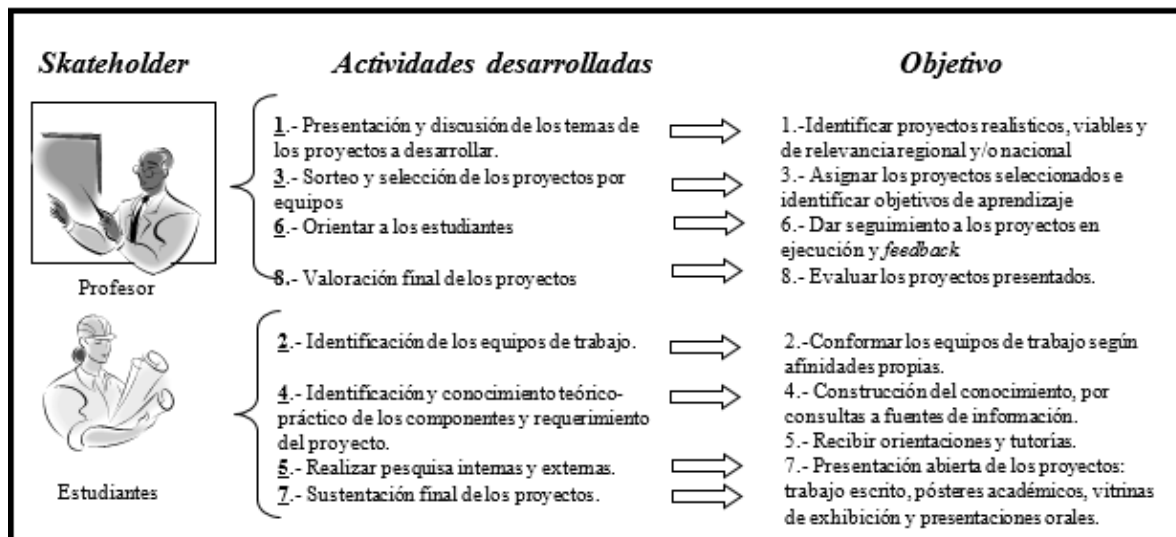 Skateholder Actividades desarrolladas Objetivo
1.- Presentación y discusión de los temas de
los proyectos a desarrollar.
3.- Sorteo y selección de los proyectos por
equipos
6.- Orientar a los estudiantes
8.- Valoración final de los proyectos
1.-Identificar proyectos realísticos, viables y
de relevancia regional y/o nacional
3.- Asignar los proyectos seleccionados e
identificar objetivos de aprendizaje
6.- Dar seguimiento a los proyectos en
ejecución y feedback
8.- Evaluar los proyectos presentados.
Profesor
2.- Identificación de los equipos de trabajo.
4.- Identificación y conocimiento teórico-
práctico de los componentes y requerimiento
del proyecto.
5.- Realizar pesquisa internas y externas.
7.- Sustentación final de los proyectos.
2.-Conformar los equipos de trabajo según
afinidades propias.
4.- Construcción del conocimiento, por
consultas a fuentes de información.
5.- Recibir orientaciones y tutorías.
7.- Presentación abierta de los proyectos:
trabajo escrito, pósteres académicos, vitrinas
de exhibición y presentaciones orales.
Estudiantes